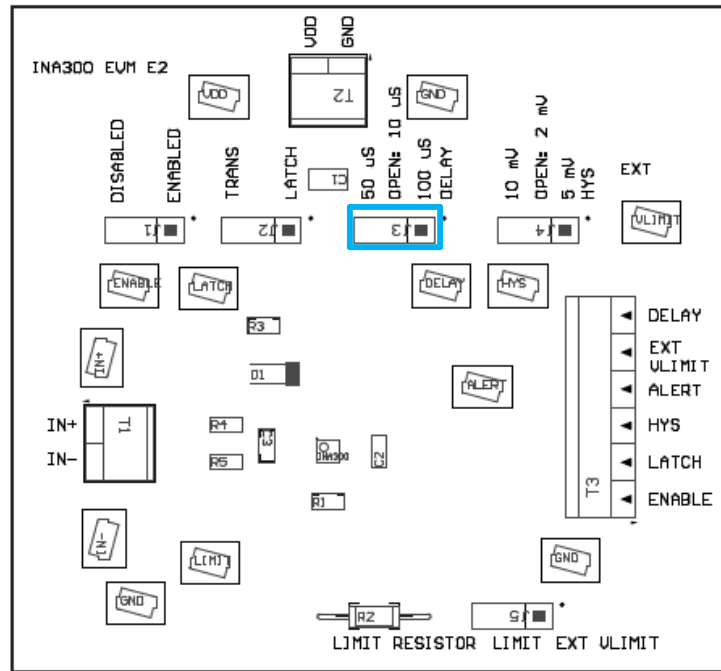 INA300 EVM E2
VDD
GND
T2
VDD
GND
DISABLED
ENABLED
TRANS
LATCH
C1
50 uS
OPEN: 10 uS
100 uS
DELAY
10 mV
OPEN: 2 mV
5 mV
HYS
EXT
VLIMIT
J1
J2
J3
J4
ENABLE
LATCH
DELAY
HYS
R3
D1
IN+
ALERT
DELAY
EXT
VLIMIT
ALERT
HYS
LATCH
ENABLE
T3
IN+
IN-
T1
R4
R5
C3
INA300
C2
R1
IN-
LIMIT
GND
GND
R2
J5
LIMIT RESISTOR LIMIT EXT VLIMIT